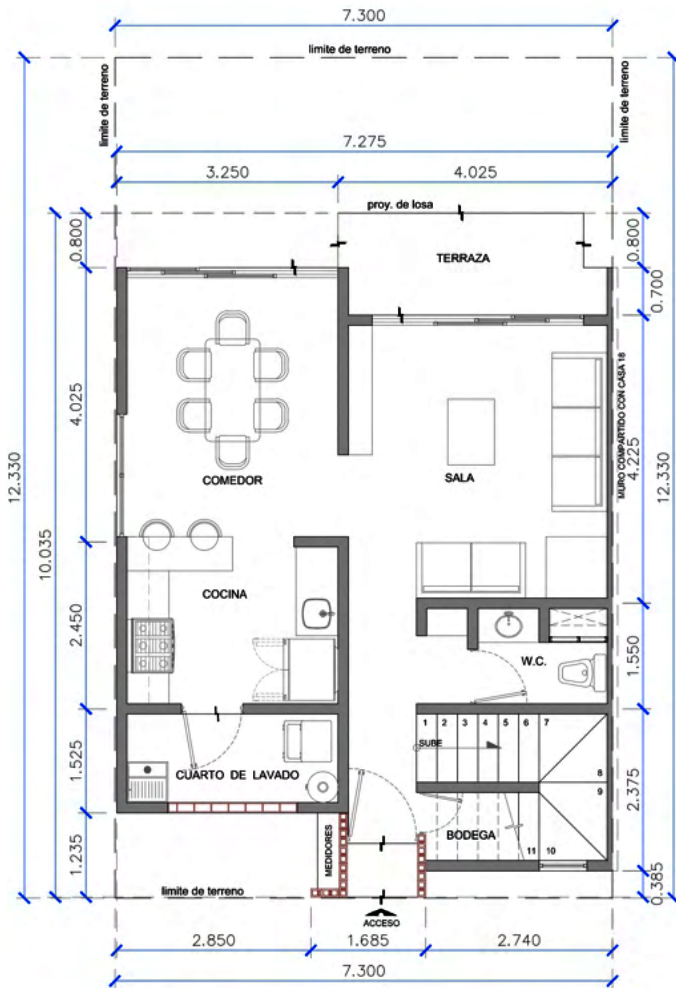 7.300
limite de terreno
limite de terreno
limite de terreno
7.275
3.250
4.025
proy. de losa
0.800
0.800
TERRAZA
0.700
4.025
MURO COMPARTIDO CON CASA 18
4.225
12.330
12.330
10.035
COMEDOR
SALA
COCINA
2.450
1.550
W.C.
1 2 3 4 5 6 7
SUBE
8
9
1.525
CUARTO DE LAVADO
2.375
BODEGA
MEDIDORES
11 10
1.235
0.385
limite de terreno
ACCESO
2.850
1.685
2.740
7.300